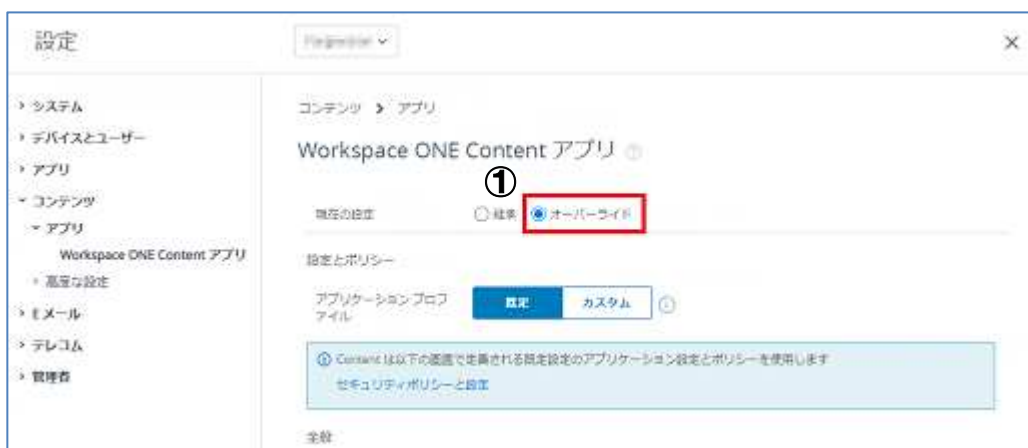 設定
システム
デバイスとユーザー
アプリ
コンテンツ
アプリ
Workspace ONE Content アプリ
高度な設定
Eメール
テレコム
管理者
コンテンツ > アプリ
Workspace ONE Content アプリ
①
現在の設定 継承 オーバーライド
設定とポリシー
アプリケーション プロフ
ァイル
既定 カスタム
Content は以下の画面で定義される既定設定のアプリケーション設定とポリシーを使用します
セキュリティポリシーと設定
全般